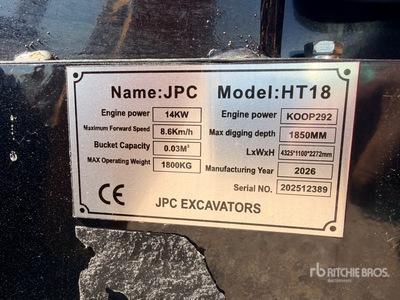 Name:JPC Model:HT18
Engine power 14KW Engine power KOOP292
Maximum Forward Speed 8.6Km/h Max digging depth 1850MM
Bucket Capacity 0.03M³ LxWxH 4325*1100*2272mm
MAX Operating Weight 1800KG Manufacturing Year 2026
Serial NO. 202512389
CE
JPC EXCAVATORS
rb RITCHIE BROS.
Auctioneers